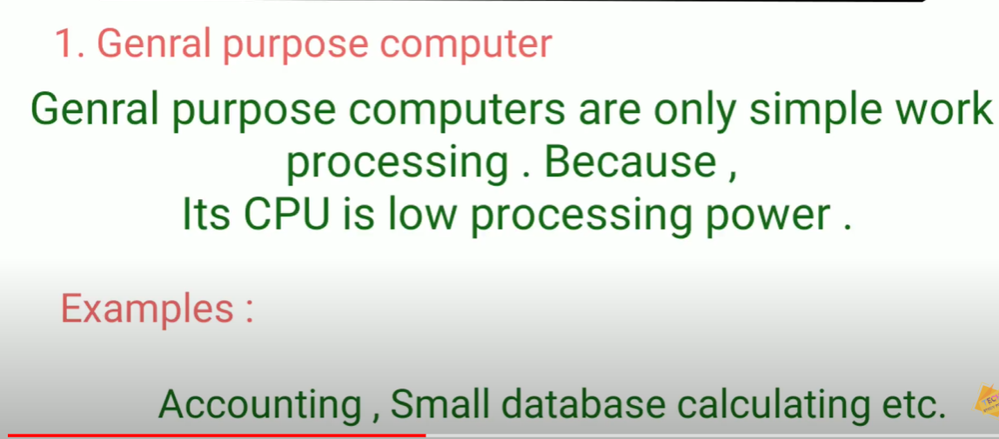 1. Genral purpose computer
Genral purpose computers are only simple work
processing . Because ,
Its CPU is low processing power .
Examples :
Accounting , Small database calculating etc.